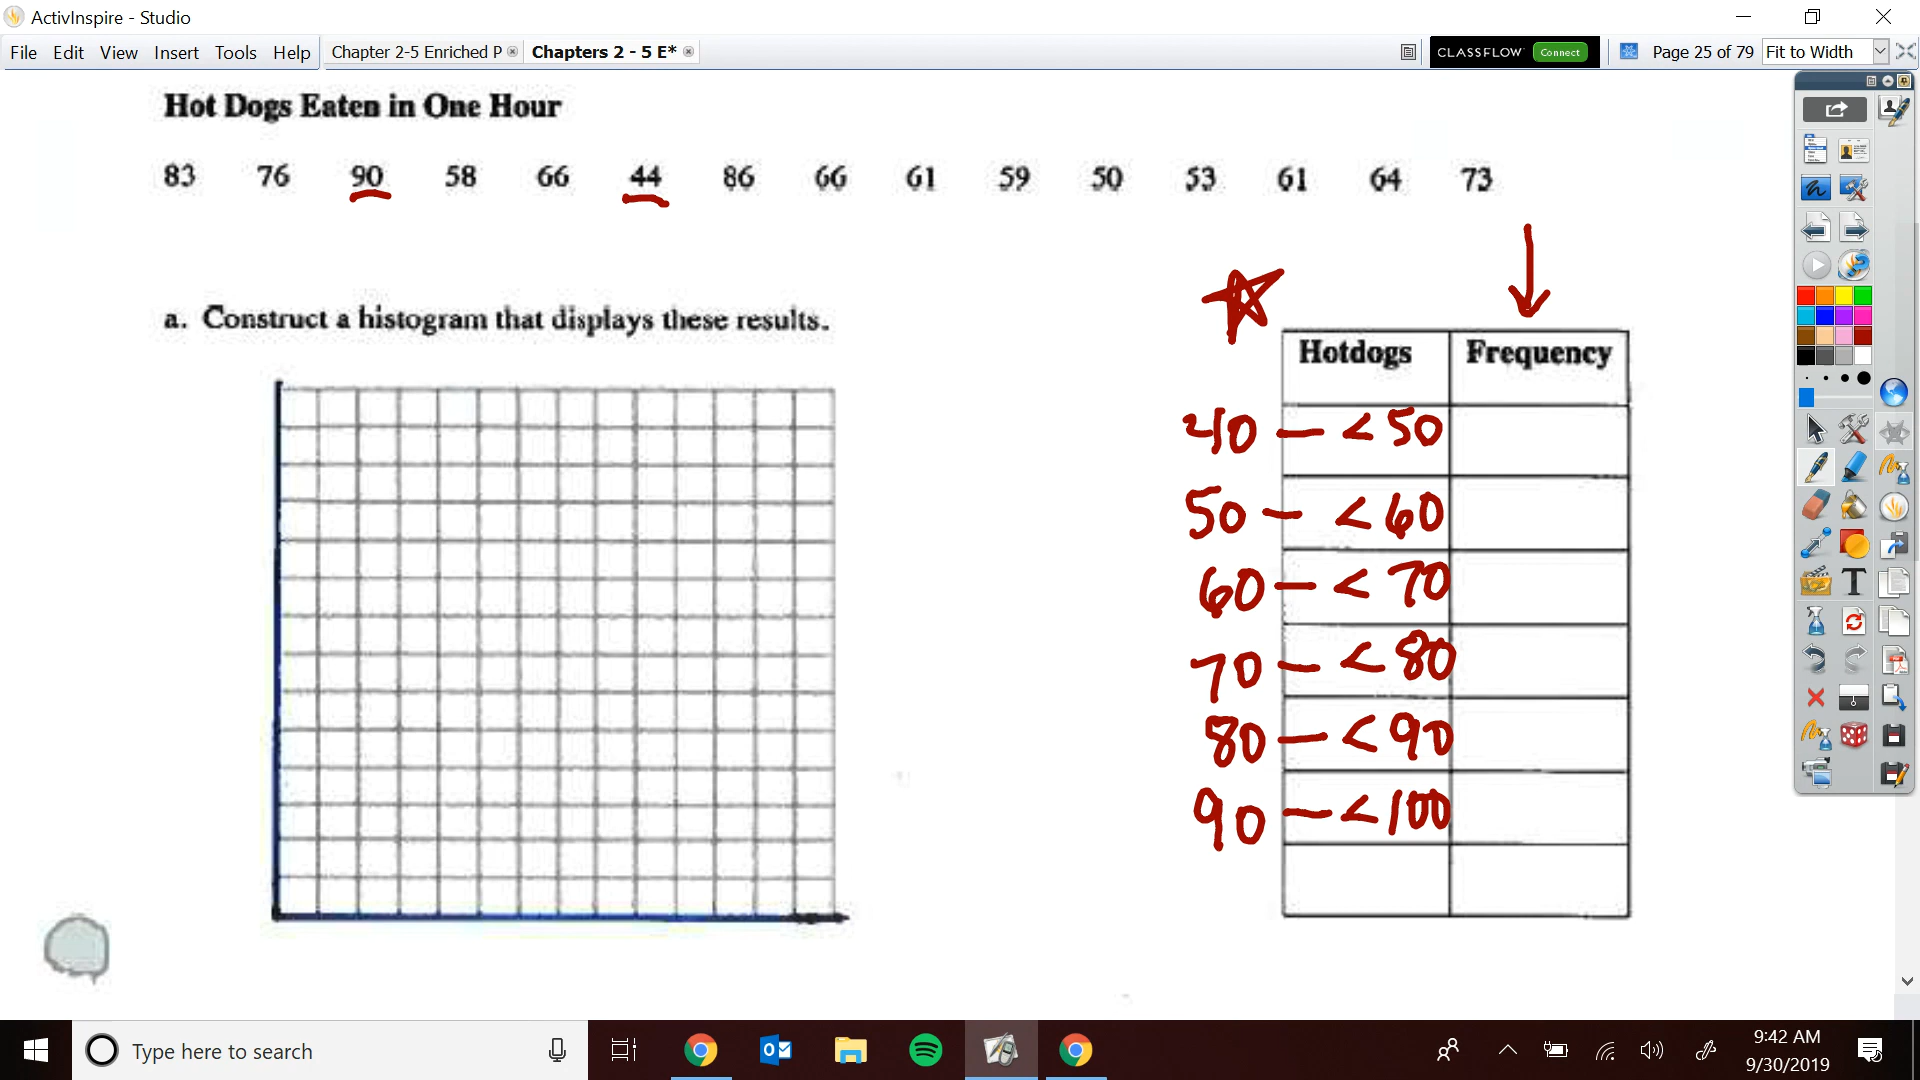 ActivInspire - Studio
File Edit View Insert Tools Help Chapter 2-5 Enriched P Chapters 2 - 5 E* CLASSFLOW Connect Page 25 of 79 Fit to Width
Hot Dogs Eaten in One Hour
83 76 90 58 66 44 86 66 61 59 50 53 61 64 73
a. Construct a histogram that displays these results.
Hotdogs Frequency
40 — < 50
50 — < 60
60 — < 70
70 — < 80
80 — < 90
90 — < 100
Type here to search
9:42 AM
9/30/2019